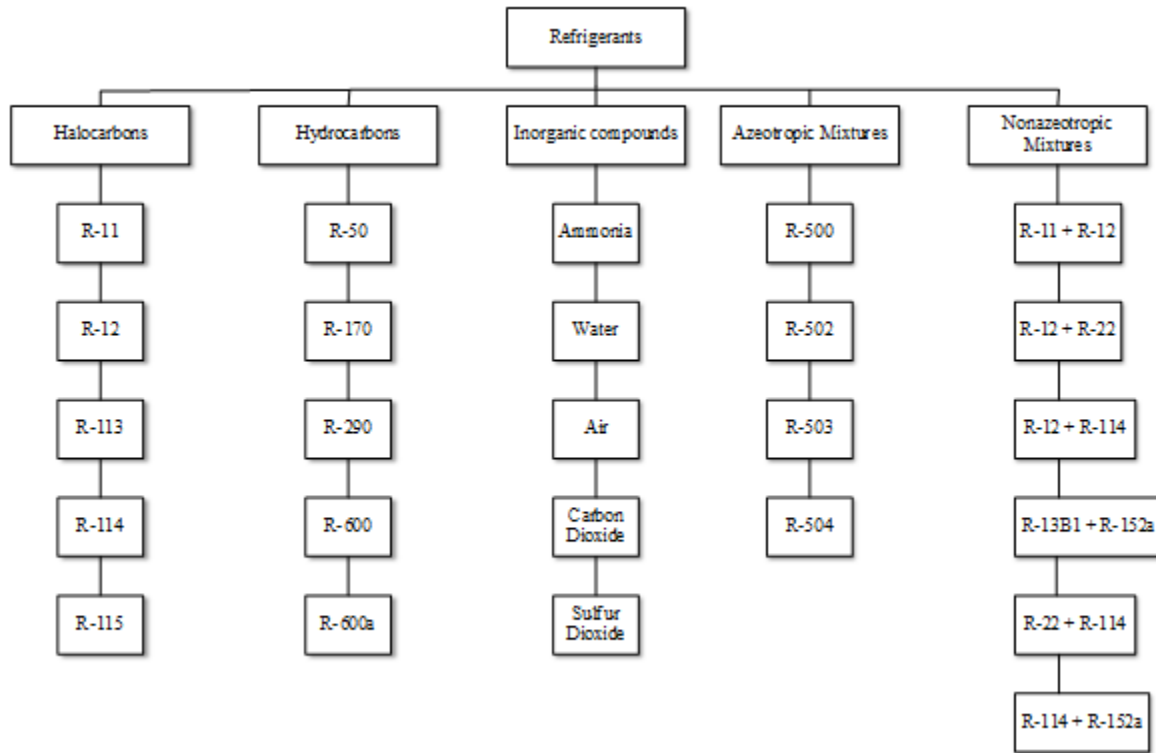 Refrigerants
Halocarbons
Hydrocarbons
Inorganic compounds
Azeotropic Mixtures
Nonazeotropic
Mixtures
R-11
R-50
Ammonia
R-500
R-11 + R-12
R-12
R-170
Water
R-502
R-12 + R-22
R-113
R-290
Air
R-503
R-12 + R-114
R-114
R-600
Carbon
Dioxide
R-504
R-13B1 + R-152a
R-115
R-600a
Sulfur
Dioxide
R-22 + R-114
R-114 + R-152a